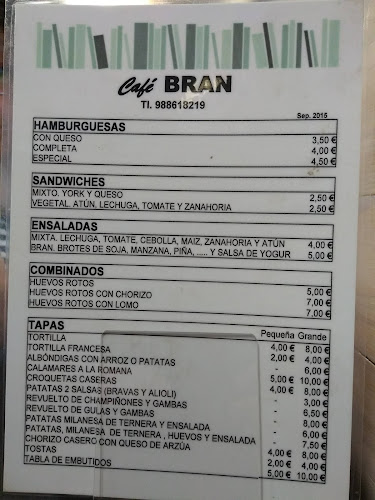 Café BRAN
Tl. 988618219
Sep. 2015
HAMBURGUESAS
CON QUESO 3,50 €
COMPLETA 4,00 €
ESPECIAL 4,50 €
SANDWICHES
MIXTO. YORK Y QUESO 2,50 €
VEGETAL. ATÚN, LECHUGA, TOMATE Y ZANAHORIA 2,50 €
ENSALADAS
MIXTA. LECHUGA, TOMATE, CEBOLLA, MAIZ, ZANAHORIA Y ATÚN 4,00 €
BRAN. BROTES DE SOJA, MANZANA, PIÑA, ..... Y SALSA DE YOGUR 5,00 €
COMBINADOS
HUEVOS ROTOS 5,00 €
HUEVOS ROTOS CON CHORIZO 7,00 €
HUEVOS ROTOS CON LOMO 7,00 €
TAPAS Pequeña Grande
TORTILLA 4,00 € 8,00 €
TORTILLA FRANCESA 2,00 € 4,00 €
ALBÓNDIGAS CON ARROZ O PATATAS - 6,00 €
CALAMARES A LA ROMANA 5,00 € 10,00 €
CROQUETAS CASERAS 4,00 € 8,00 €
PATATAS 2 SALSAS (BRAVAS Y ALIOLI) - 3,00 €
REVUELTO DE CHAMPIÑONES Y GAMBAS - 6,50 €
REVUELTO DE GULAS Y GAMBAS - 8,00 €
PATATAS MILANESA DE TERNERA Y ENSALADA - 6,00 €
PATATAS, MILANESA DE TERNERA , HUEVOS Y ENSALADA - 7,50 €
CHORIZO CASERO CON QUESO DE ARZÚA 4,00 € 8,00 €
TOSTAS 2,00 € 4,00 €
TABLA DE EMBUTIDOS 5,00 € 10,00 €